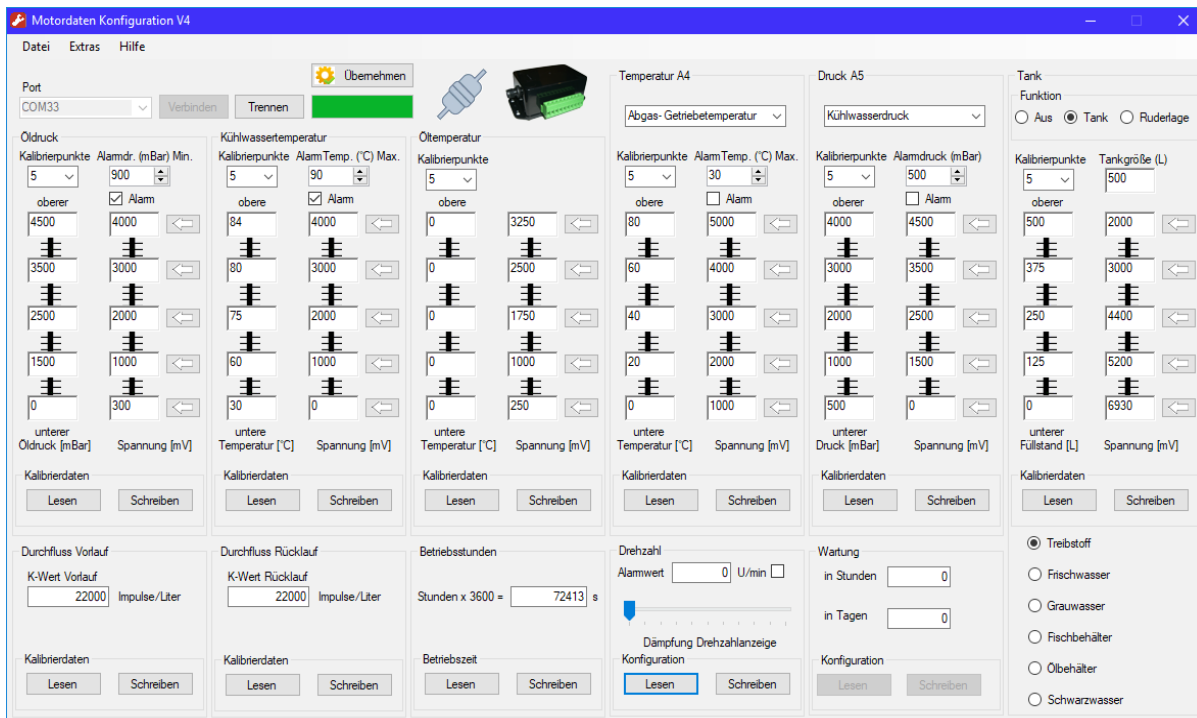 Motordaten Konfiguration V4
Datei Extras Hilfe
Port
COM33
Verbinden
Trennen
Übernehmen
Öldruck
Kalibrierpunkte Alarmdr. (mBar) Min.
5 900
Alarm
oberer
4500 4000
3500 3000
2500 2000
1500 1000
0 300
unterer
Öldruck [mBar] Spannung [mV]
Kalibrierdaten
Lesen Schreiben
Kühlwassertemperatur
Kalibrierpunkte AlarmTemp. (°C) Max.
5 90
Alarm
obere
84 4000
80 3000
75 2000
60 1000
30 0
untere
Temperatur [°C] Spannung [mV]
Kalibrierdaten
Lesen Schreiben
Öltemperatur
Kalibrierpunkte
5
obere
0 3250
0 2500
0 1750
0 1000
0 250
untere
Temperatur [°C] Spannung [mV]
Kalibrierdaten
Lesen Schreiben
Temperatur A4
Abgas- Getriebetemperatur
Kalibrierpunkte AlarmTemp. (°C) Max.
5 30
Alarm
obere
80 5000
60 4000
40 3000
20 2000
0 1000
untere
Temperatur [°C] Spannung [mV]
Kalibrierdaten
Lesen Schreiben
Druck A5
Kühlwasserdruck
Kalibrierpunkte Alarmdruck (mBar)
5 500
Alarm
oberer
4000 4500
3000 3500
2000 2500
1000 1500
500 0
unterer
Druck [mBar] Spannung [mV]
Kalibrierdaten
Lesen Schreiben
Tank
Funktion
Aus Tank Ruderlage
Kalibrierpunkte Tankgröße (L)
5 500
oberer
500 2000
375 3000
250 4400
125 5200
0 6930
unterer
Füllstand [L] Spannung [mV]
Kalibrierdaten
Lesen Schreiben
Durchfluss Vorlauf
K-Wert Vorlauf
22000 Impulse/Liter
Kalibrierdaten
Lesen Schreiben
Durchfluss Rücklauf
K-Wert Rücklauf
22000 Impulse/Liter
Kalibrierdaten
Lesen Schreiben
Betriebsstunden
Stunden x 3600 = 72413 s
Betriebszeit
Lesen Schreiben
Drehzahl
Alarmwert 0 U/min
Dämpfung Drehzahlanzeige
Konfiguration
Lesen Schreiben
Wartung
in Stunden 0
in Tagen 0
Konfiguration
Lesen Schreiben
Treibstoff
Frischwasser
Grauwasser
Fischbehälter
Ölbehälter
Schwarzwasser